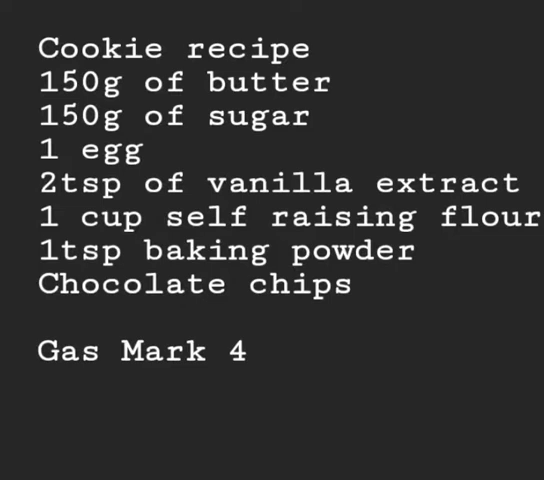 Cookie recipe
150g of butter
150g of sugar
1 egg
2tsp of vanilla extract
1 cup self raising flour
1tsp baking powder
Chocolate chips
Gas Mark 4